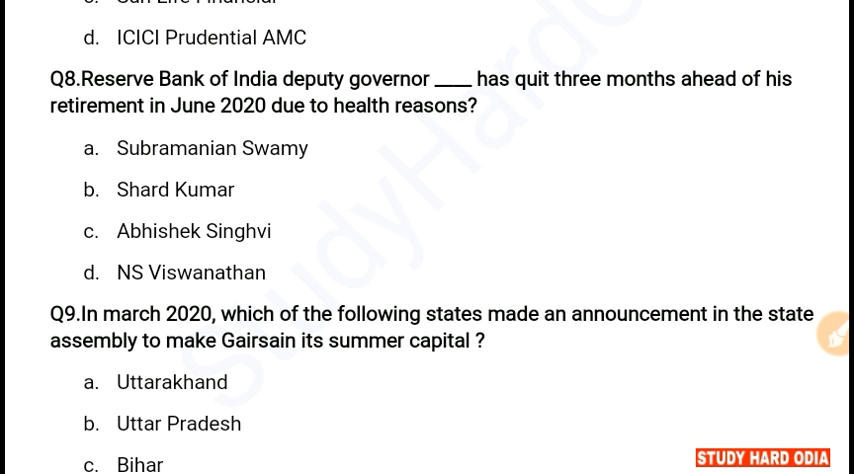 d. ICICI Prudential AMC
Q8.Reserve Bank of India deputy governor ____ has quit three months ahead of his
retirement in June 2020 due to health reasons?
a. Subramanian Swamy
b. Shard Kumar
c. Abhishek Singhvi
d. NS Viswanathan
Q9.In march 2020, which of the following states made an announcement in the state
assembly to make Gairsain its summer capital ?
a. Uttarakhand
b. Uttar Pradesh
c. Bihar
STUDY HARD ODIA
StudyHard